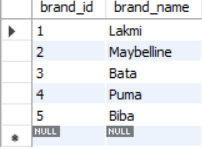 brand_id brand_name
1 Lakmi
2 Maybelline
3 Bata
4 Puma
5 Biba
NULL NULL